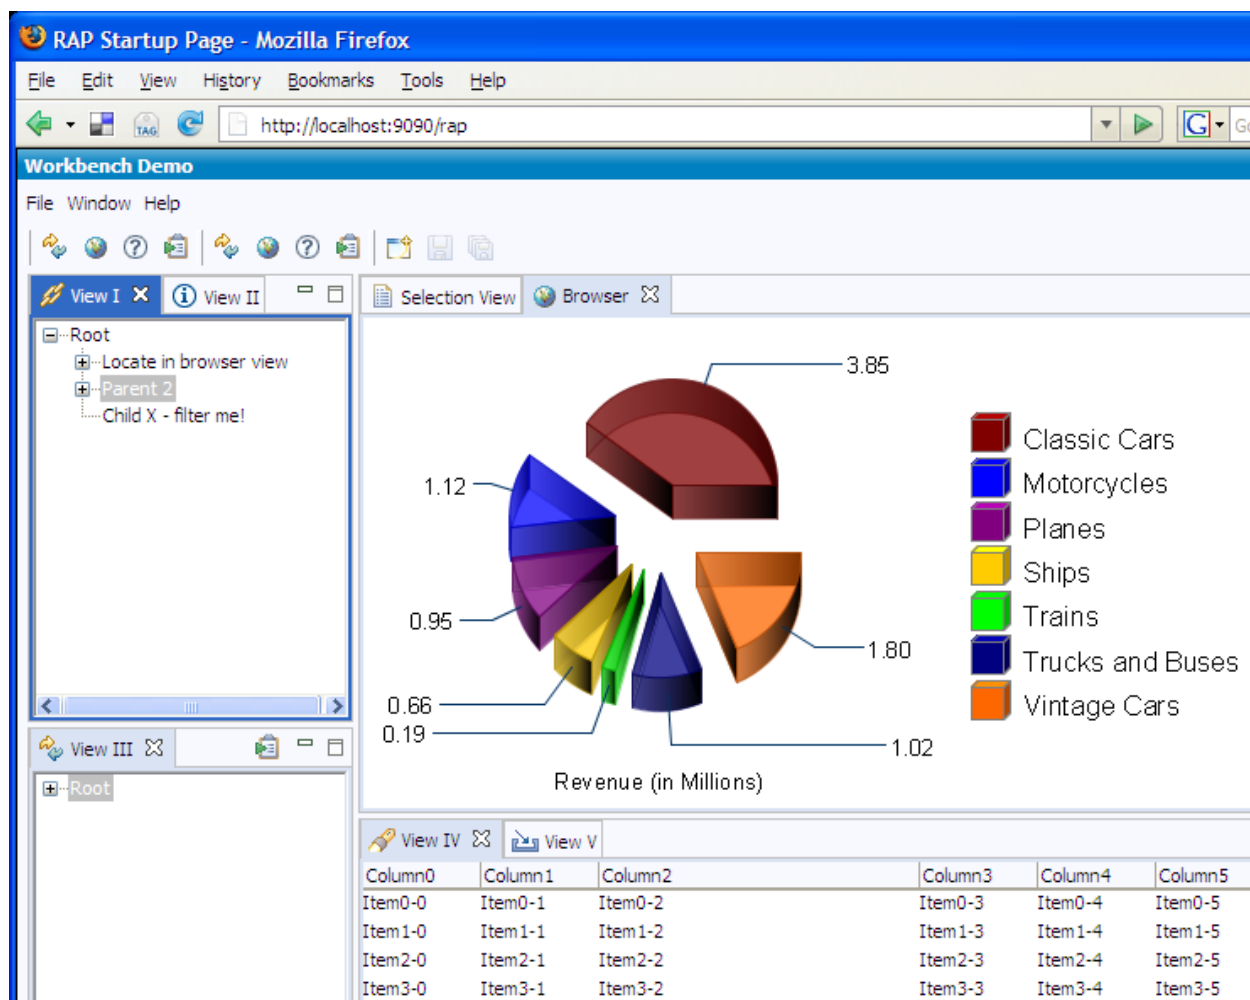 RAP Startup Page - Mozilla Firefox
File Edit View History Bookmarks Tools Help
TAG http://localhost:9090/rap G
Workbench Demo
File Window Help
View I View II
Selection View Browser
Root
Locate in browser view
Parent 2
Child X - filter me!
3.85
1.12
0.95
0.66
0.19
1.80
1.02
Revenue (in Millions)
Classic Cars
Motorcycles
Planes
Ships
Trains
Trucks and Buses
Vintage Cars
View III
Root
View IV View V
Column0 Column1 Column2 Column3 Column4 Column5
Item0-0 Item0-1 Item0-2 Item0-3 Item0-4 Item0-5
Item1-0 Item1-1 Item1-2 Item1-3 Item1-4 Item1-5
Item2-0 Item2-1 Item2-2 Item2-3 Item2-4 Item2-5
Item3-0 Item3-1 Item3-2 Item3-3 Item3-4 Item3-5